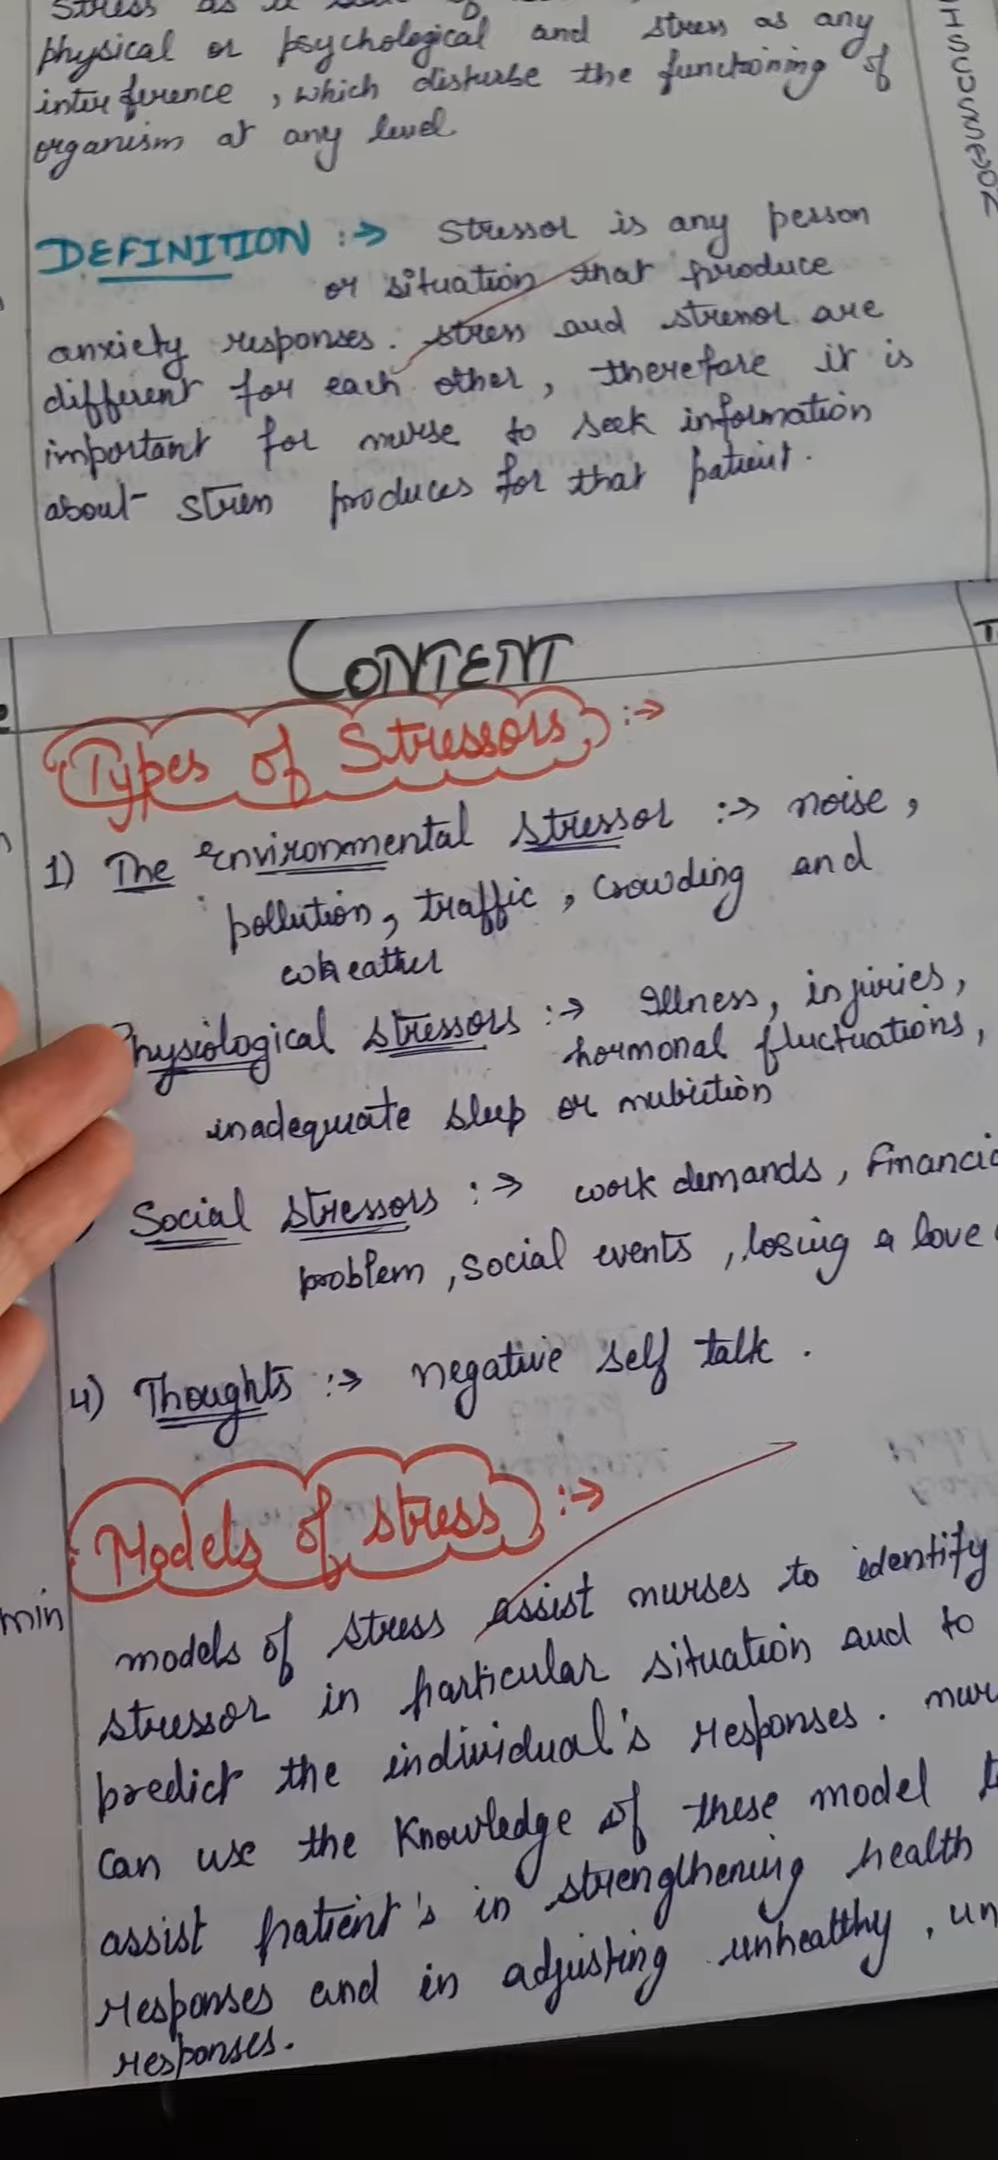 physical or psychological and stress as any
interference , which disturbe the functioning of
organism at any level
DISCUSSION
DEFINITION :→ Stressor is any person
or situation that produce
anxiety responses. stress and stressor are
different for each other, therefore it is
important for nurse to seek information
about stress produces for that patient.
CONTENT
Types of Stressors :→
1) The environmental stressor :→ noise,
pollution, traffic, crowding and
wheather
Physiological stressors :→ Illness, injuries,
hormonal fluctuations,
inadequate sleep or nutrition
Social stressors :→ work demands, financia
problem, social events, losing a love
4) Thoughts :→ negative self talk.
Models of stress :→
min
models of stress assist nurses to identify
stressor in particular situation and to
predict the individual's responses. nur
can use the knowledge of these model t
assist patient's in strengthening health
responses and in adjusting unhealthy, un
responses.